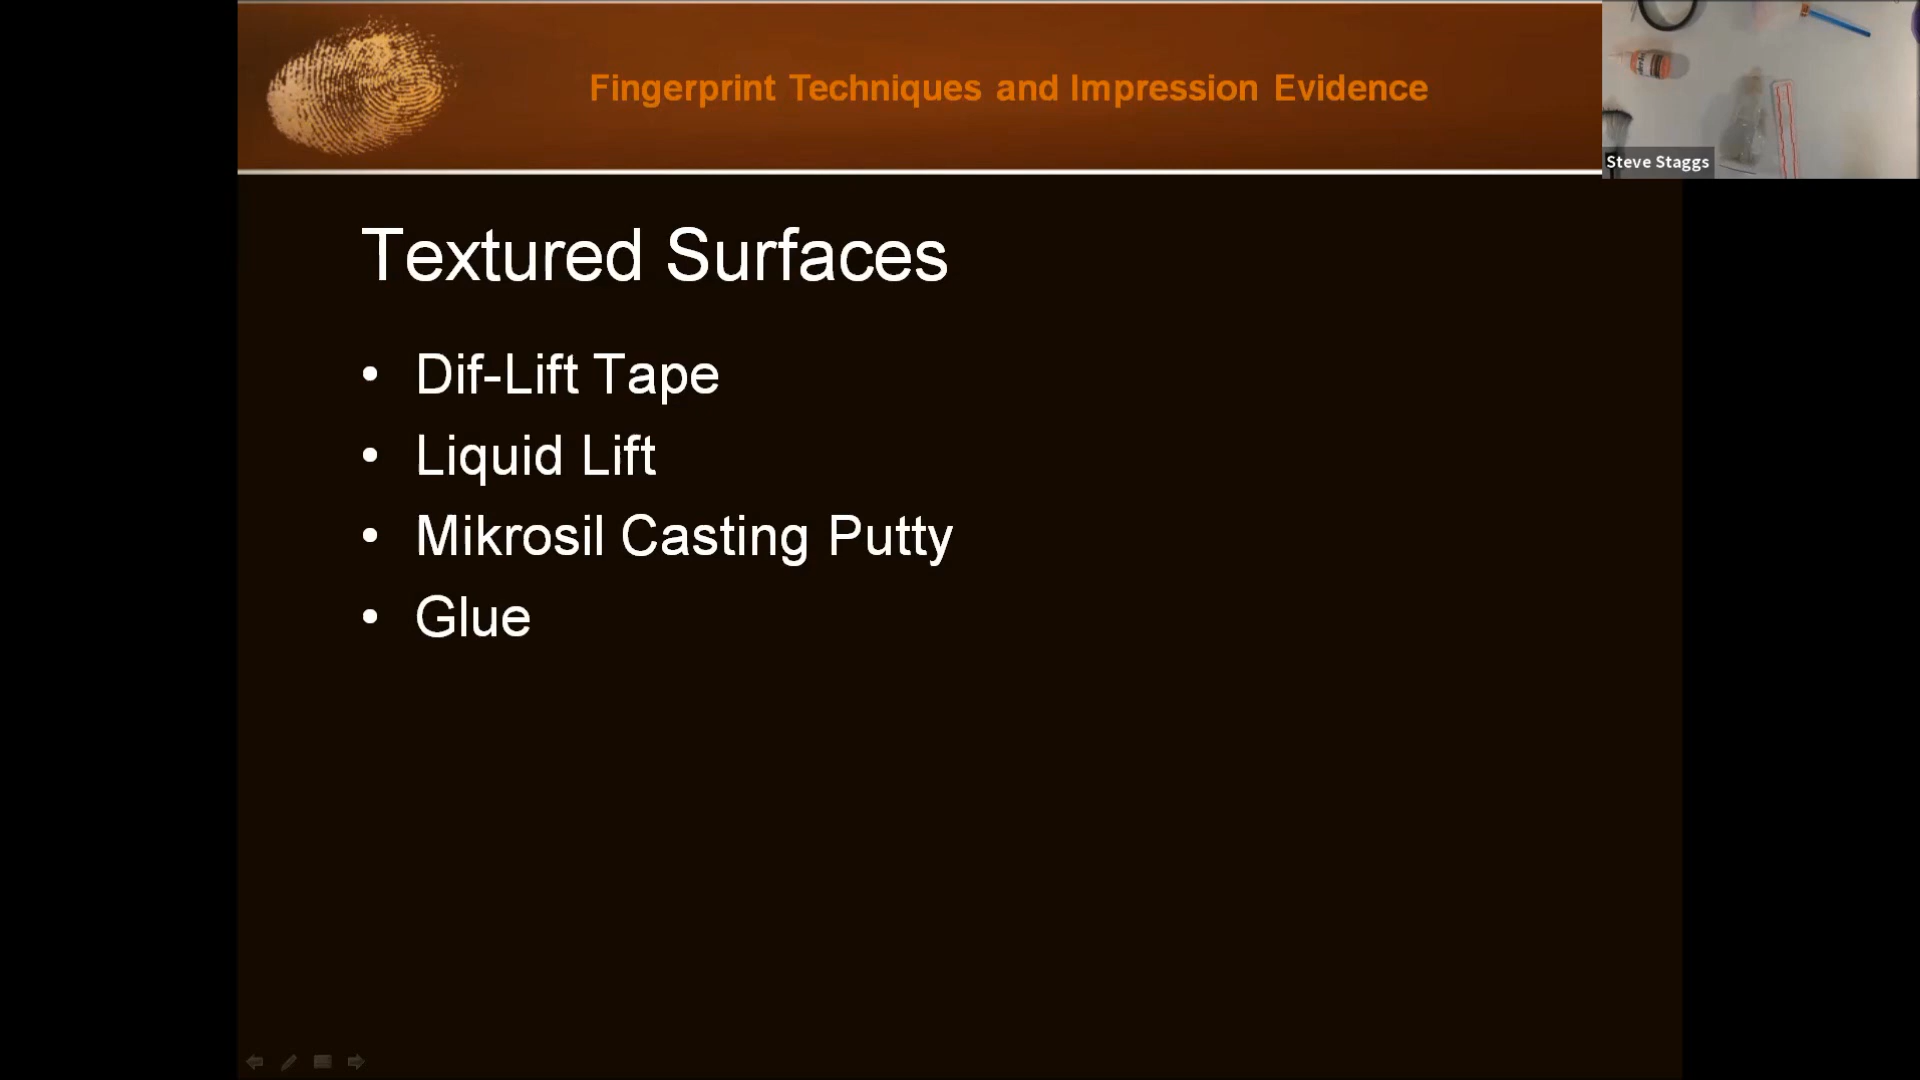 Fingerprint Techniques and Impression Evidence
Steve Staggs
Textured Surfaces
• Dif-Lift Tape
• Liquid Lift
• Mikrosil Casting Putty
• Glue